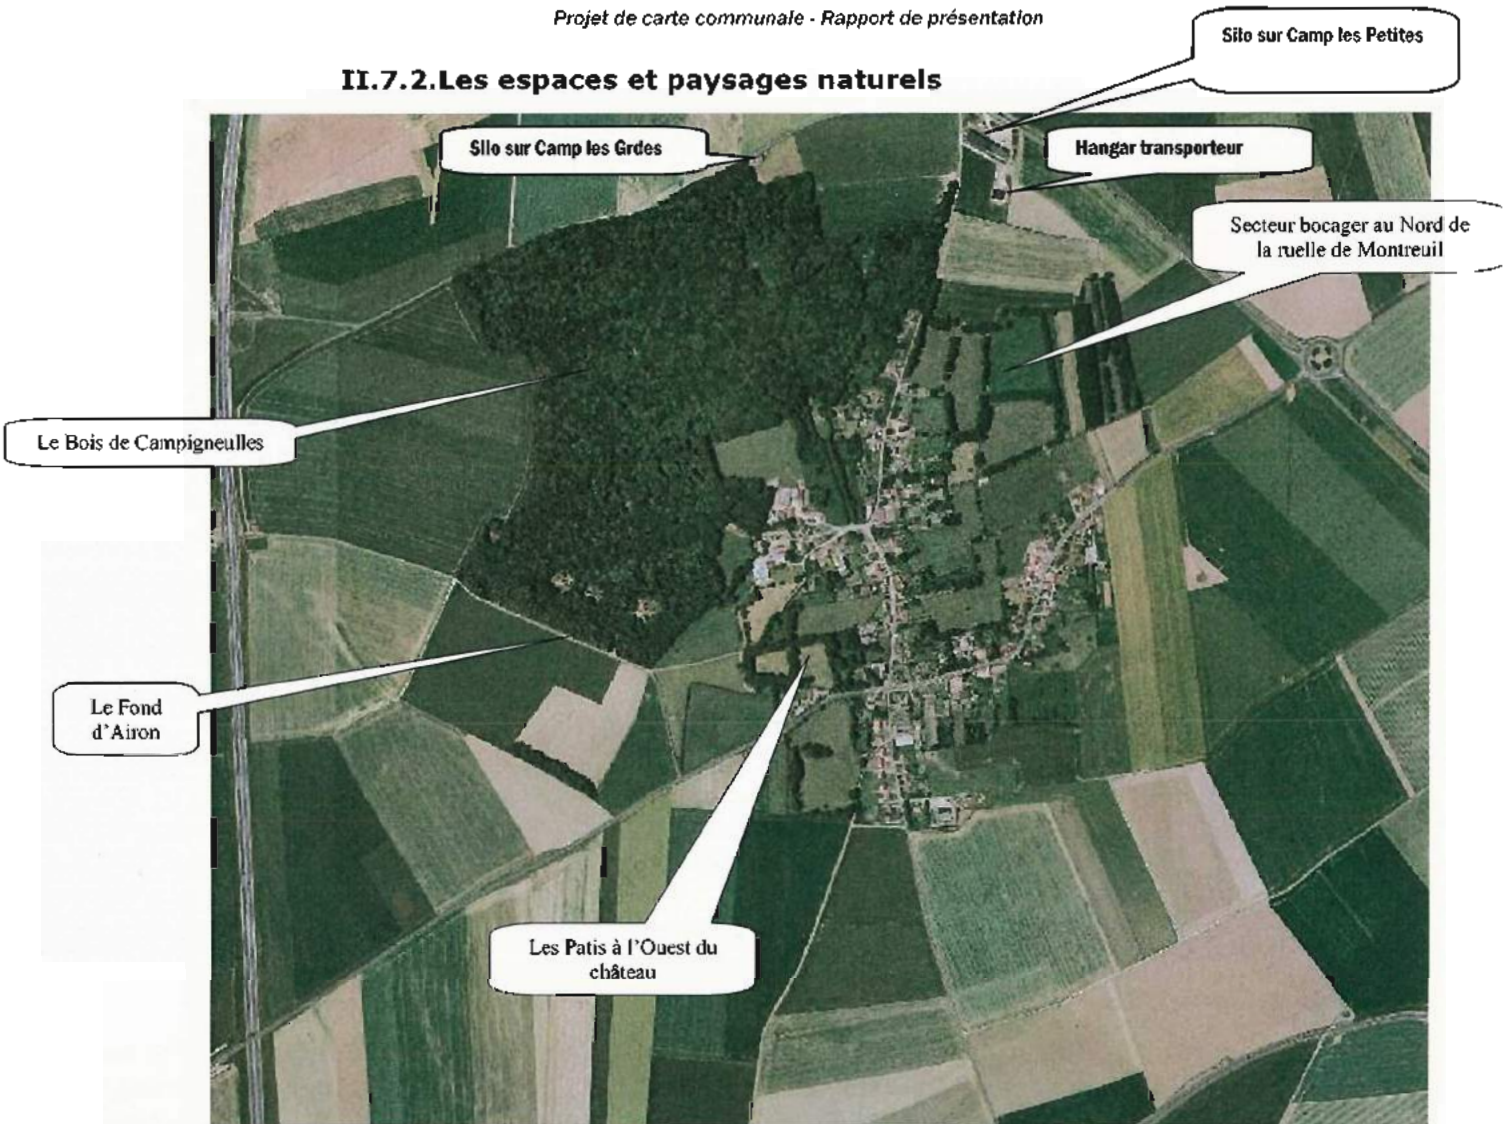 Projet de carte communale - Rapport de présentation
Silo sur Camp les Petites
II.7.2.Les espaces et paysages naturels
Silo sur Camp les Grdes
Hangar transporteur
Secteur bocager au Nord de
la ruelle de Montreuil
Le Bois de Campigneulles
Le Fond
d'Airon
Les Patis à l'Ouest du
château